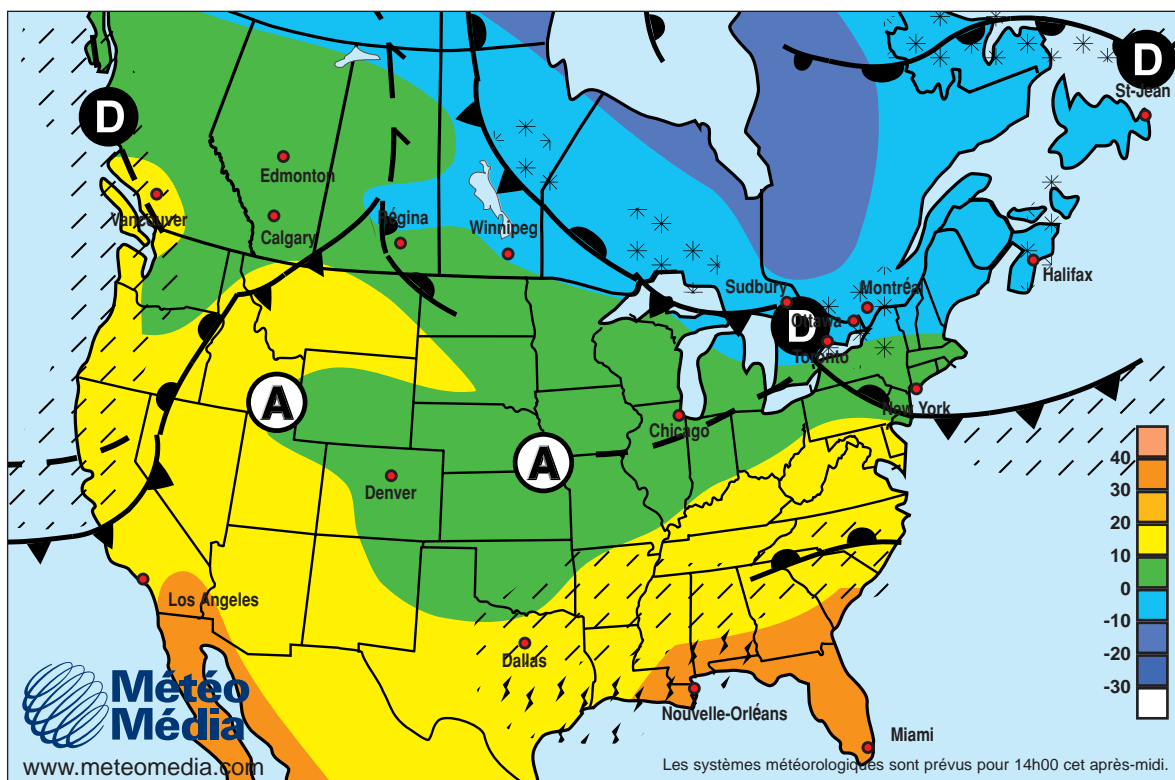 D
D
St-Jean
Edmonton
Vancouver
Calgary
Régina
Winnipeg
Halifax
Sudbury
Montréal
Ottawa
D
Toronto
A
New York
Chicago
A
Denver
40
30
20
10
0
-10
-20
-30
Los Angeles
Dallas
Nouvelle-Orléans
Miami
Météo
Média
www.meteomedia.com
Les systèmes météorologiques sont prévus pour 14h00 cet après-midi.